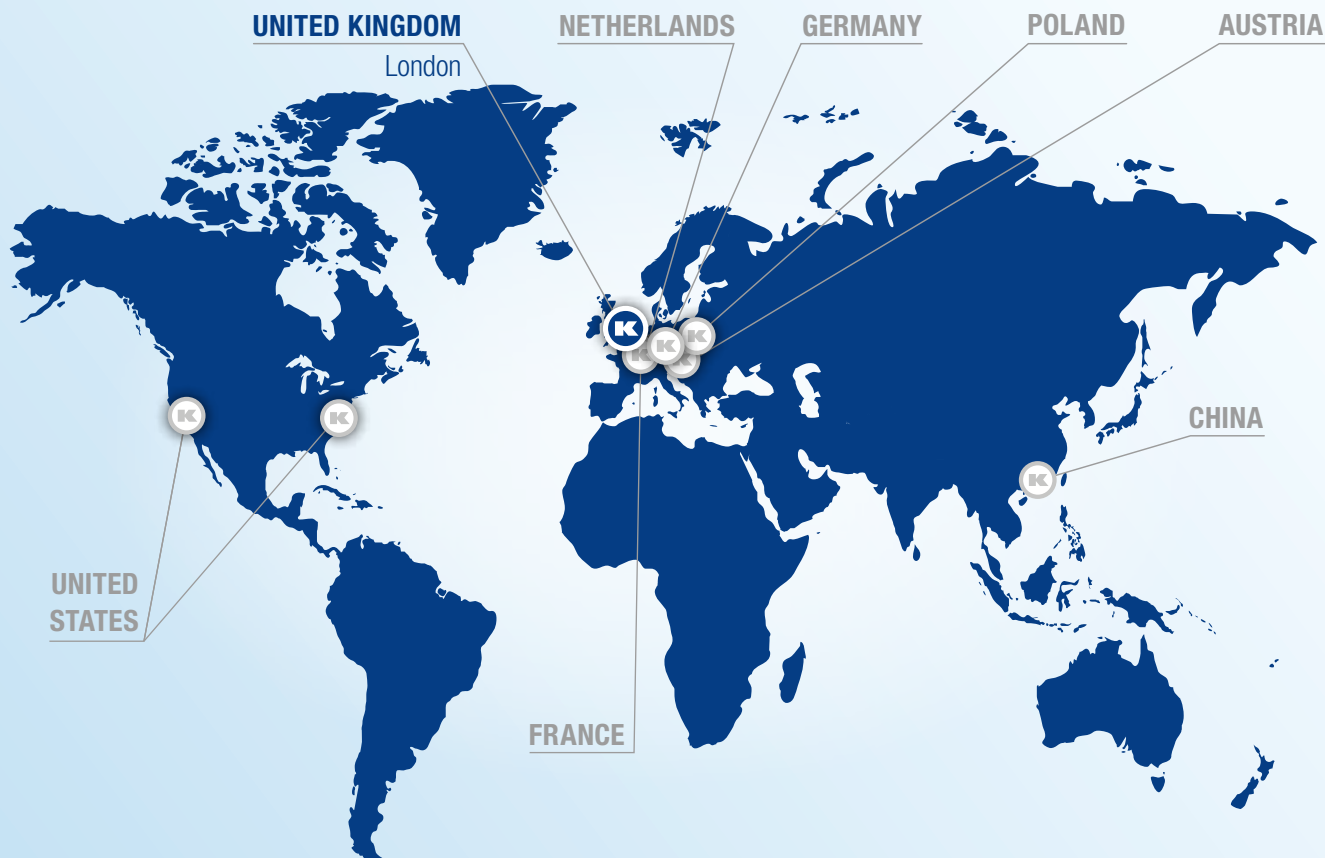 UNITED KINGDOM
London
NETHERLANDS
GERMANY
POLAND
AUSTRIA
CHINA
UNITED
STATES
FRANCE
K
K
K
K
K
K
K
K